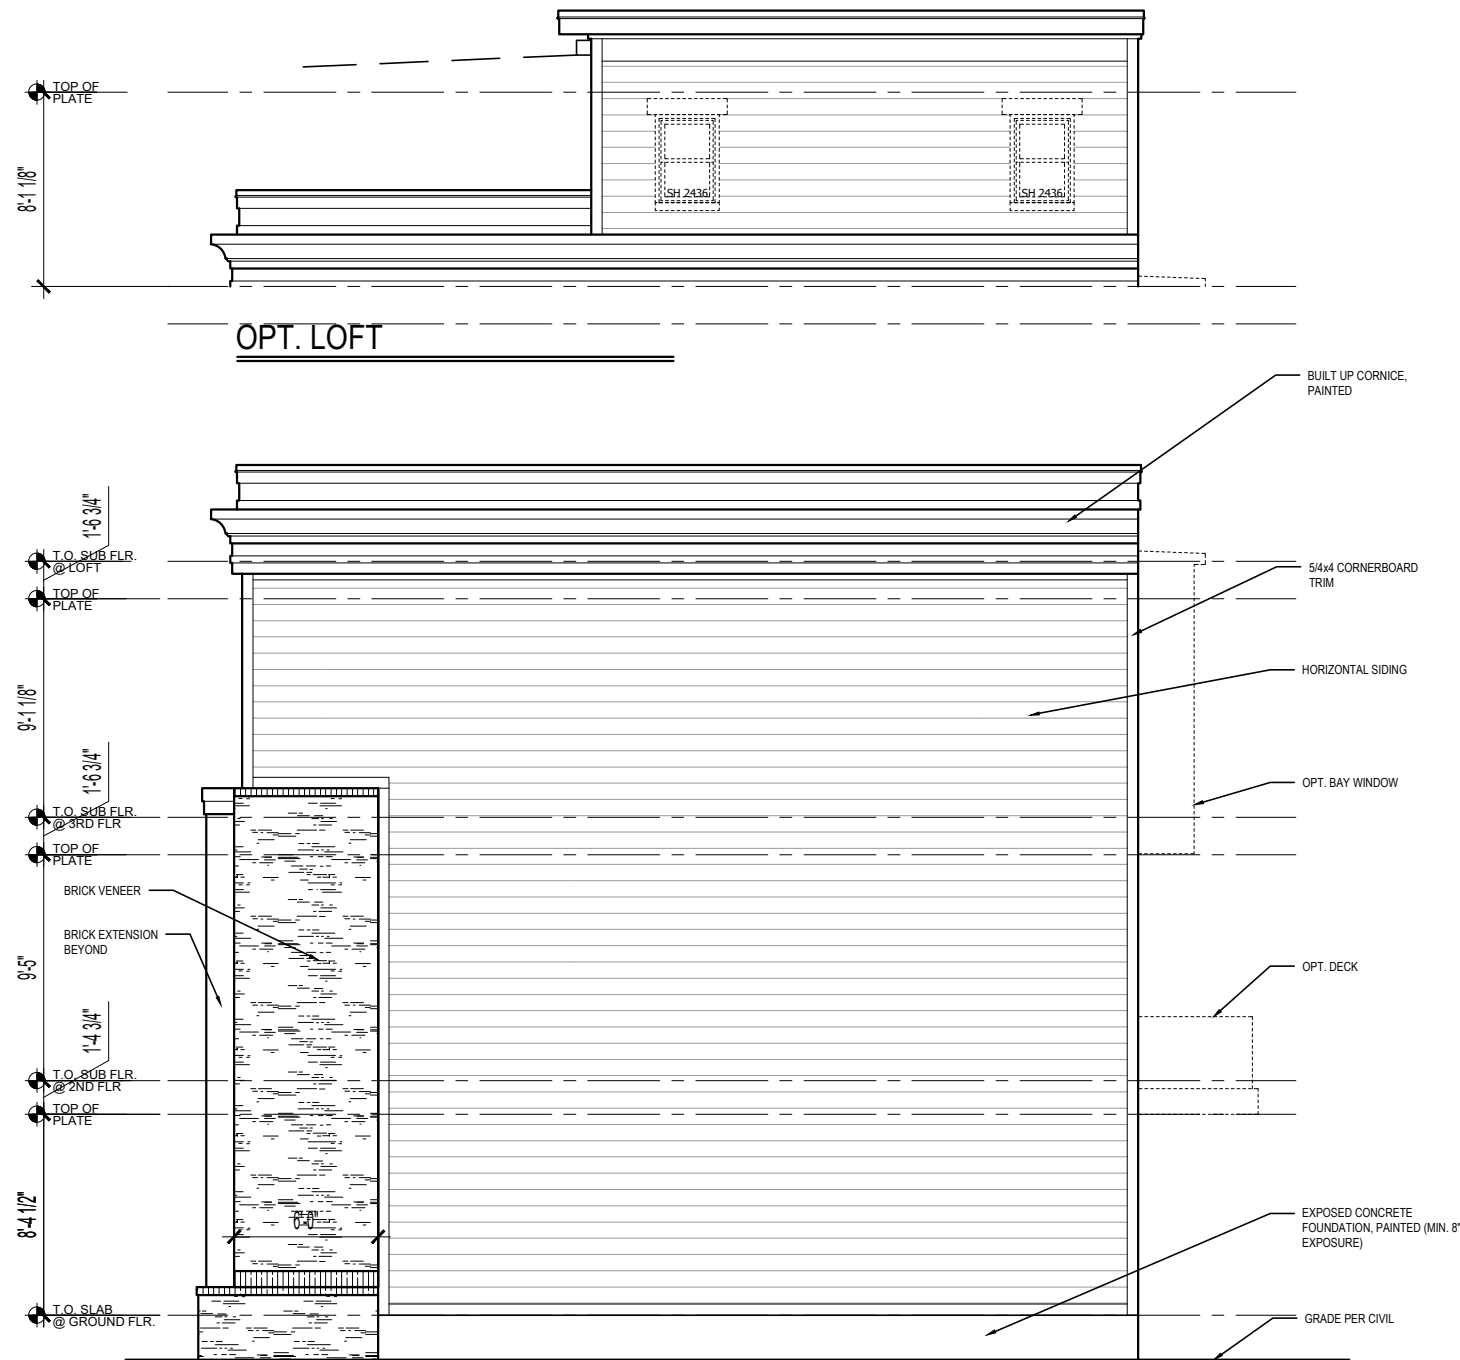 TOP OF
PLATE
8'-1 1/8"
SH 2436
SH 2436
OPT. LOFT
BUILT UP CORNICE,
PAINTED
1'-6 3/4"
T.O. SUB FLR.
@ LOFT
5/4x4 CORNERBOARD
TRIM
TOP OF
PLATE
HORIZONTAL SIDING
9'-1 1/8"
1'-6 3/4"
OPT. BAY WINDOW
T.O. SUB FLR.
@ 3RD FLR
TOP OF
PLATE
BRICK VENEER
BRICK EXTENSION
BEYOND
9'-5"
OPT. DECK
1'-4 3/4"
T.O. SUB FLR.
@ 2ND FLR
TOP OF
PLATE
8'-4 1/2"
6'-0"
EXPOSED CONCRETE
FOUNDATION, PAINTED (MIN. 8"
EXPOSURE)
T.O. SLAB
@ GROUND FLR.
GRADE PER CIVIL